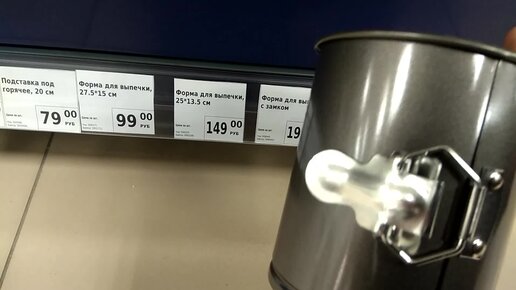 Подставка под
горячее, 20 см
79 00
РУБ
Форма для выпечки,
27.5*15 см
99 00
РУБ
Форма для выпечки,
25*13.5 см
149 00
РУБ
Форма для вы
с замком
19